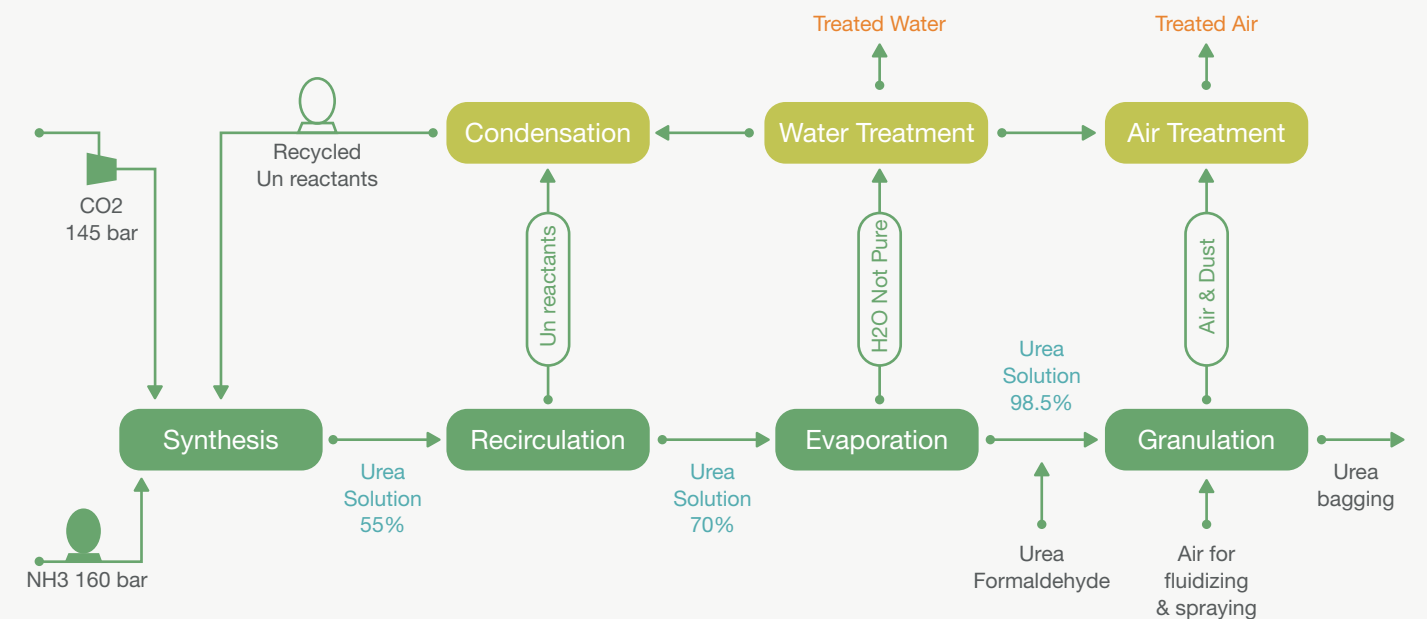 Treated Water
Treated Air
Condensation
Water Treatment
Air Treatment
Recycled
Un reactants
CO2
145 bar
Un reactants
H2O Not Pure
Air & Dust
Urea
Solution
98.5%
Synthesis
Recirculation
Evaporation
Granulation
Urea
Solution
55%
Urea
Solution
70%
Urea
bagging
NH3 160 bar
Urea
Formaldehyde
Air for
fluidizing
& spraying